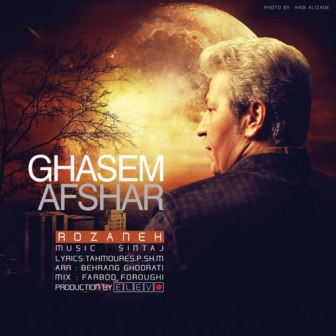 PHOTO BY : HADI ALIZADE
GHASEM
AFSHAR
ROZANEH
MUSIC : SINTAJ
LYRICS:TAHMOURES.P.SH.M
ARR : BEHRANG GHODRATI
MIX : FARBOD FOROUGHI
PRODUCTION BY ELEVO